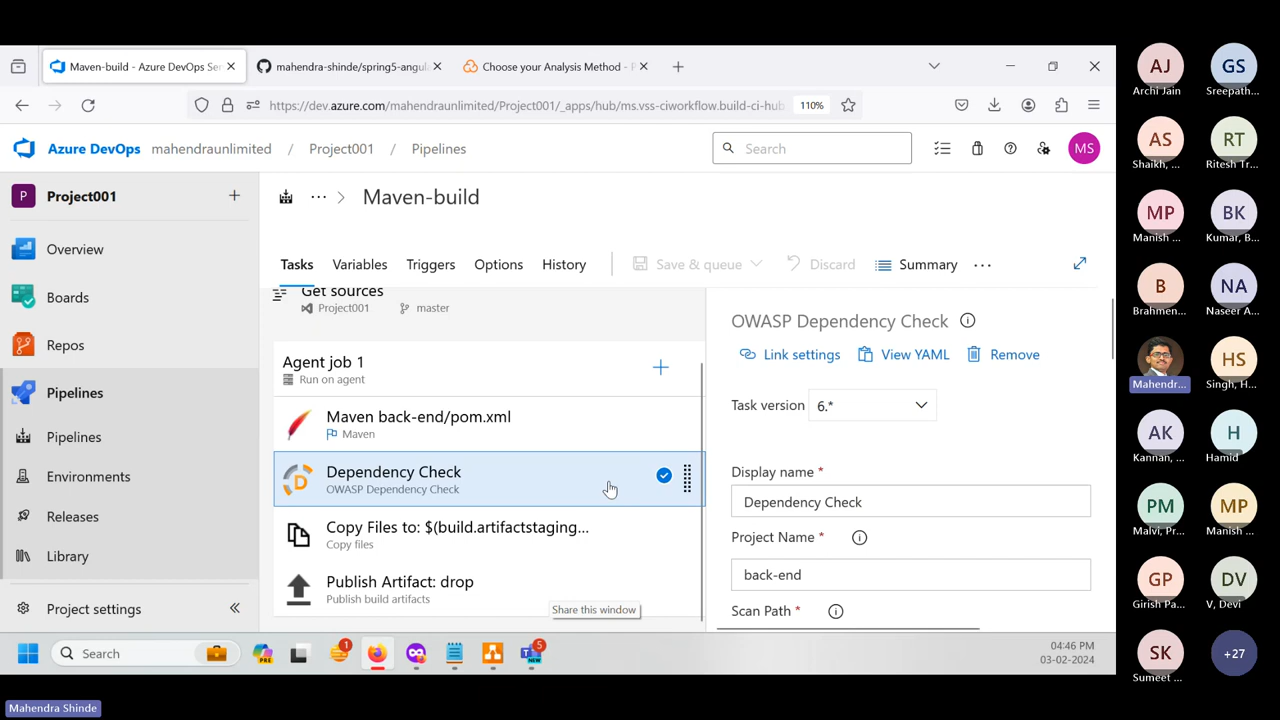 Maven-build - Azure DevOps Ser
mahendra-shinde/spring5-angula
Choose your Analysis Method - P
https://dev.azure.com/mahendraunlimited/Project001/_apps/hub/ms.vss-ciworkflow.build-ci-hub
110%
Azure DevOps
mahendraunlimited / Project001 / Pipelines
Search
MS
P
Project001
Overview
Boards
Repos
Pipelines
Pipelines
Environments
Releases
Library
Project settings
Maven-build
Tasks
Variables
Triggers
Options
History
Save & queue
Discard
Summary
Get sources
Project001
master
Agent job 1
Run on agent
Maven back-end/pom.xml
Maven
Dependency Check
OWASP Dependency Check
Copy Files to: $(build.artifactstaging...
Copy files
Publish Artifact: drop
Publish build artifacts
Share this window
OWASP Dependency Check
Link settings
View YAML
Remove
Task version
6.*
Display name *
Dependency Check
Project Name *
back-end
Scan Path *
Search
PRE
1
NEW
5
04:46 PM
03-02-2024
Mahendra Shinde
AJ
Archi Jain
GS
Sreepath...
AS
Shaikh, ...
RT
Ritesh Tr...
MP
Manish ...
BK
Kumar, B...
B
Brahmen...
NA
Naseer A...
Mahendr...
HS
Singh, H...
AK
Kannan, ...
H
Hamid
PM
Malvi, Pr...
MP
Manish ...
GP
Girish Pa...
DV
V, Devi
SK
Sumeet ...
+27